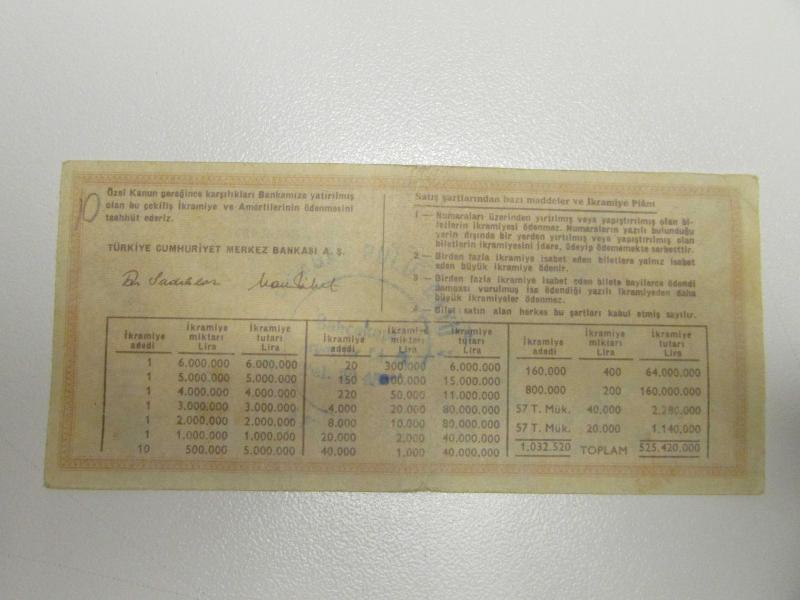 10
Özel Kanun gereğince karşılıkları Bankamıza yatırılmış
olan bu çekiliş İkramiye ve Amörtilerinin ödenmesini
taahhüt ederiz.
TÜRKİYE CUMHURİYET MERKEZ BANKASI A. Ş.
Satış şartlarından bazı maddeler ve İkramiye Plânı
1 — Numaraları üzerinden yırtılmış veya yapıştırılmış olan bi-
letlerin ikramiyesi ödenmez. Numaraların yazılı bulunduğu
yerin dışında bir yerden yırtılmış veya yapıştırılmış olan
biletlerin ikramiyesini idare, ödeyip ödememekte serbesttir.
2 — Birden fazla ikramiye isabet eden biletlere yalnız isabet
eden büyük ikramiye ödenir.
3 — Birden fazla ikramiye isabet eden bilete bayilerce ödendi
damgası vurulmuş ise ödendiği yazılı ikramiyeden daha
büyük ikramiyeler ödenmez.
4 — Bilet satın alan herkes bu şartları kabul etmiş sayılır.
İkramiye adedi İkramiye miktarı Lira İkramiye tutarı Lira
1 6.000.000 6.000.000
1 5.000.000 5.000.000
1 4.000.000 4.000.000
1 3.000.000 3.000.000
1 2.000.000 2.000.000
1 1.000.000 1.000.000
10 500.000 5.000.000
İkramiye adedi İkramiye miktarı Lira İkramiye tutarı Lira
20 300.000 6.000.000
150 00.000 15.000.000
220 50.000 11.000.000
4.000 20.000 80.000.000
8.000 10.000 80.000.000
20.000 2.000 40.000.000
40.000 1.000 40.000.000
İkramiye adedi İkramiye miktarı Lira İkramiye tutarı Lira
160,000 400 64.000.000
800.000 200 160.000.000
57 T. Mük. 40,000 2.280,000
57 T. Mük. 20.000 1.140,000
1,032.520 TOPLAM 525.420.000